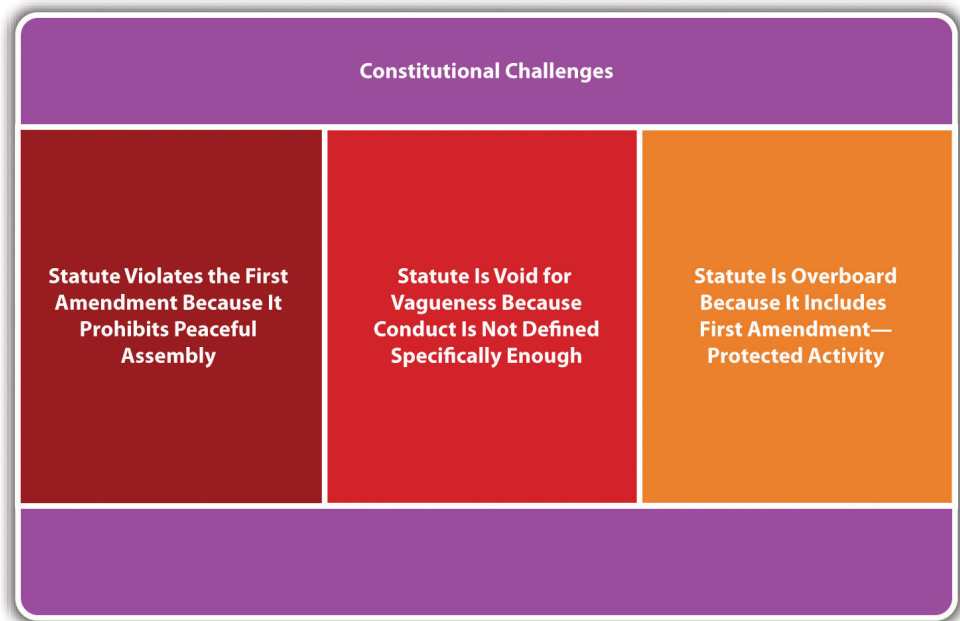 Constitutional Challenges
Statute Violates the First
Amendment Because It
Prohibits Peaceful
Assembly
Statute Is Void for
Vagueness Because
Conduct Is Not Defined
Specifically Enough
Statute Is Overboard
Because It Includes
First Amendment—
Protected Activity